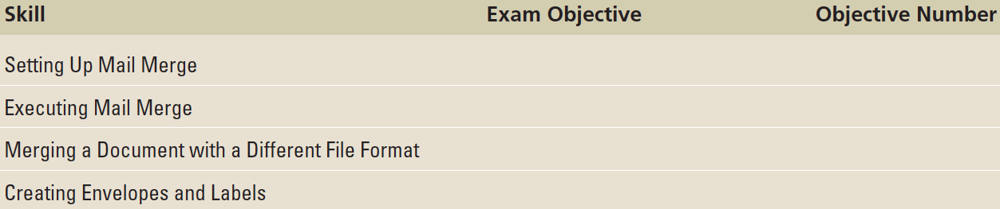 Skill Exam Objective Objective Number
Setting Up Mail Merge
Executing Mail Merge
Merging a Document with a Different File Format
Creating Envelopes and Labels